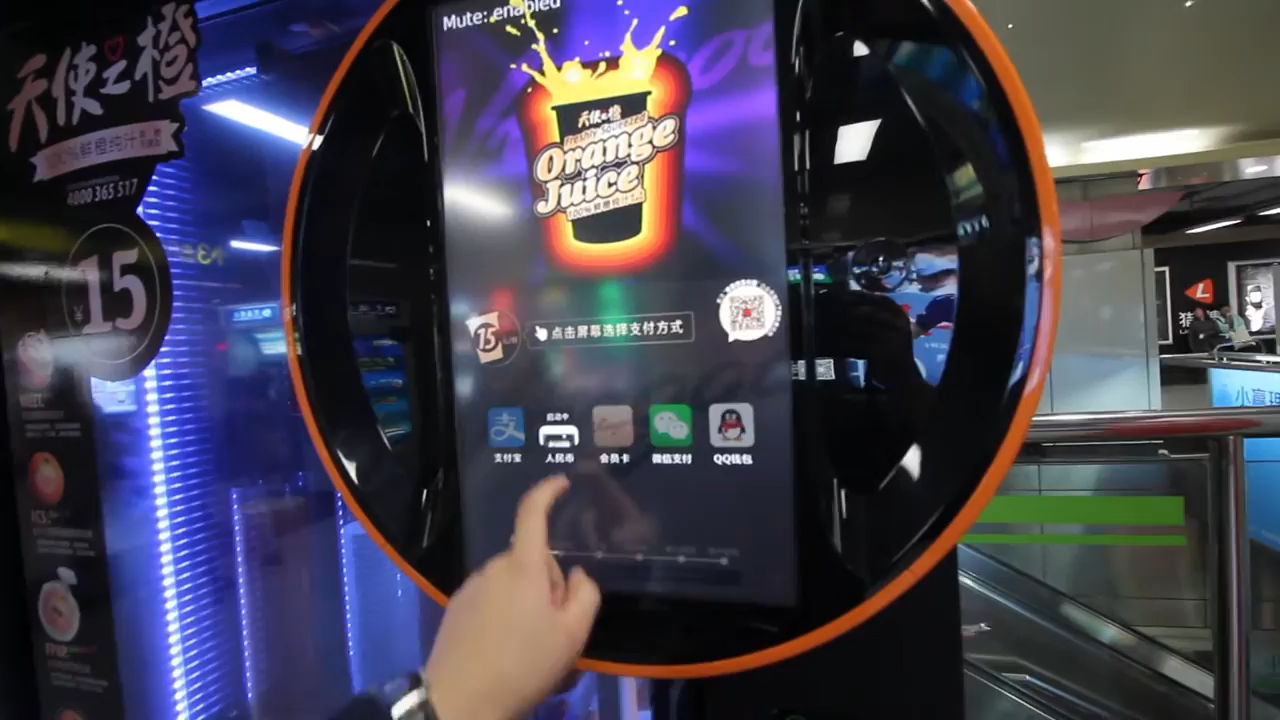 天使之橙
100%鲜橙纯汁
4000 365 517
¥15
Mute: enabled
天使之橙
Freshly Squeezed
Orange
Juice
100%鲜橙纯汁
15
点击屏幕选择支付方式
启动中
支付宝
人民币
会员卡
微信支付
QQ钱包
猎
小富